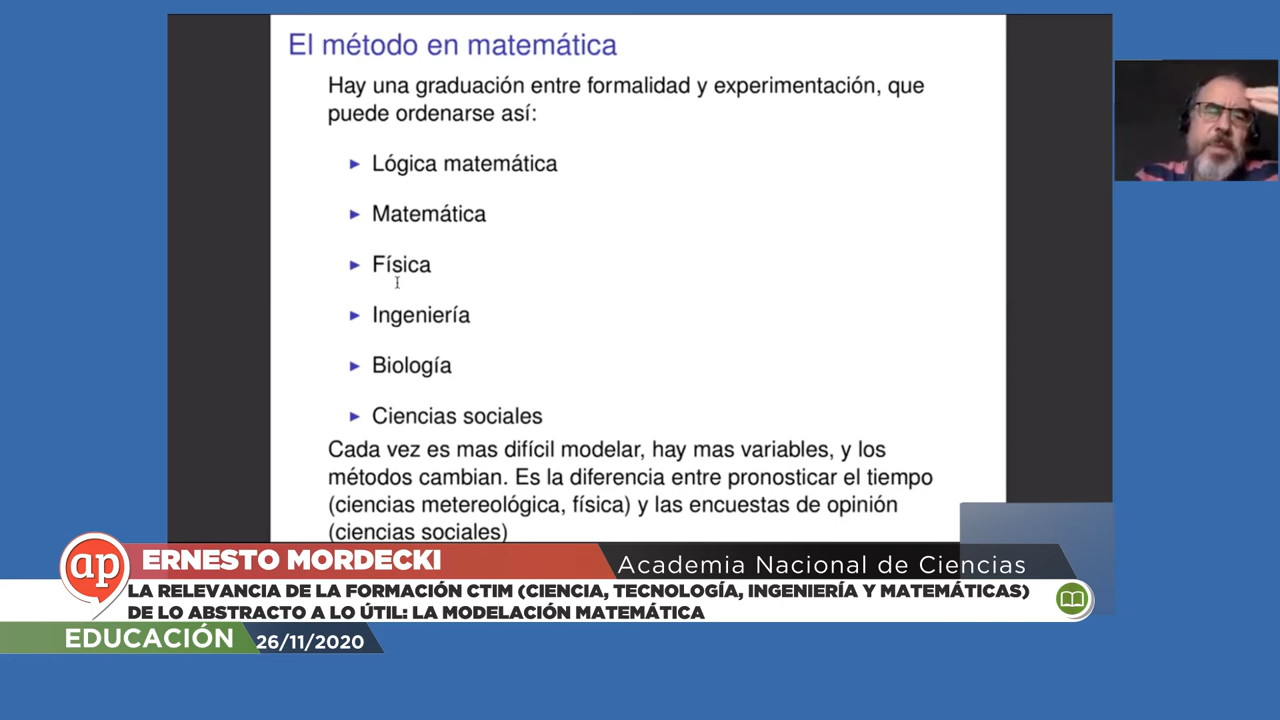 El método en matemática
Hay una graduación entre formalidad y experimentación, que
puede ordenarse así:
Lógica matemática
Matemática
Física
Ingeniería
Biología
Ciencias sociales
Cada vez es mas difícil modelar, hay mas variables, y los
métodos cambian. Es la diferencia entre pronosticar el tiempo
(ciencias metereológica, física) y las encuestas de opinión
(ciencias sociales)
ap
ERNESTO MORDECKI
Academia Nacional de Ciencias
LA RELEVANCIA DE LA FORMACIÓN CTIM (CIENCIA, TECNOLOGÍA, INGENIERÍA Y MATEMÁTICAS)
DE LO ABSTRACTO A LO ÚTIL: LA MODELACIÓN MATEMÁTICA
EDUCACIÓN
26/11/2020